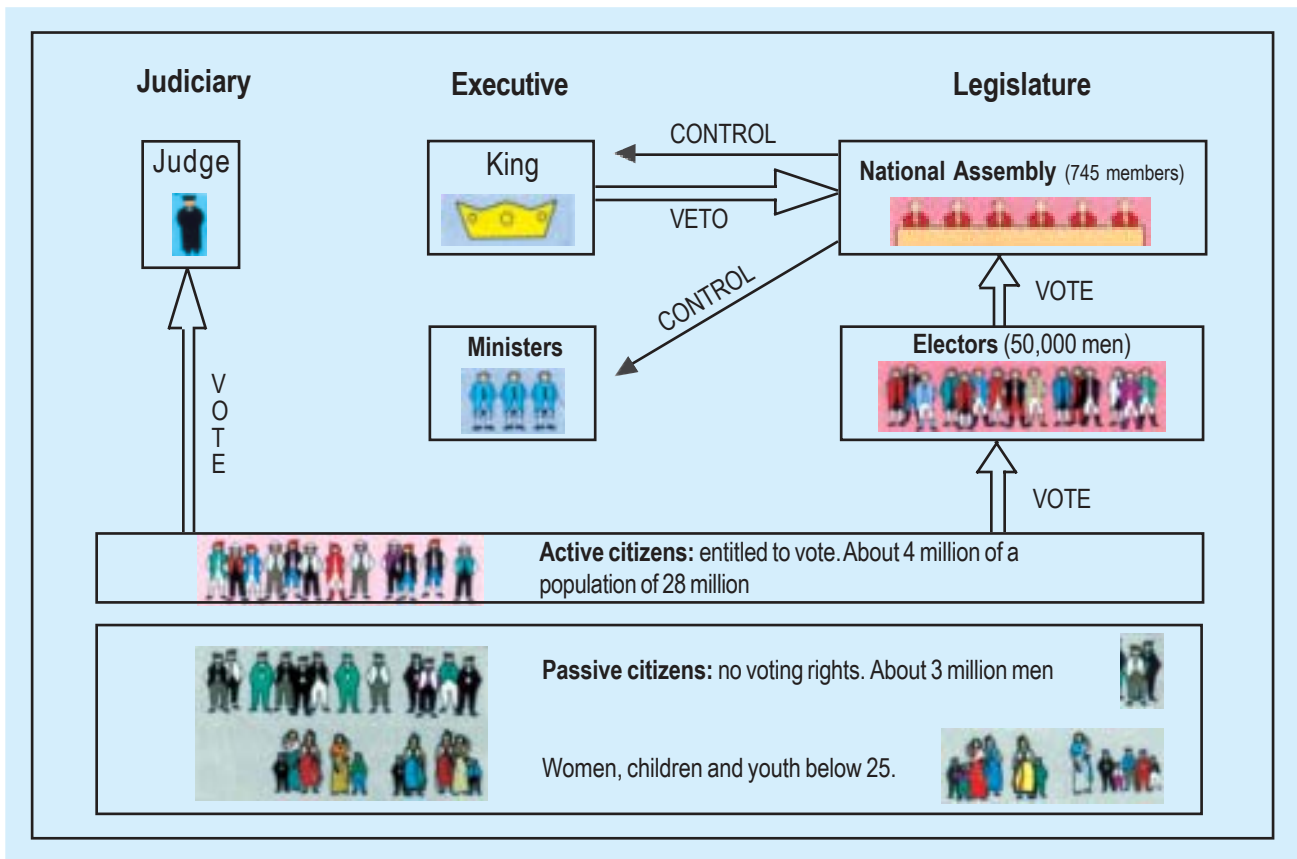 Judiciary
Executive
Legislature
Judge
King
CONTROL
VETO
National Assembly (745 members)
CONTROL
VOTE
Ministers
Electors (50,000 men)
VOTE
VOTE
Active citizens: entitled to vote. About 4 million of a
population of 28 million
Passive citizens: no voting rights. About 3 million men
Women, children and youth below 25.